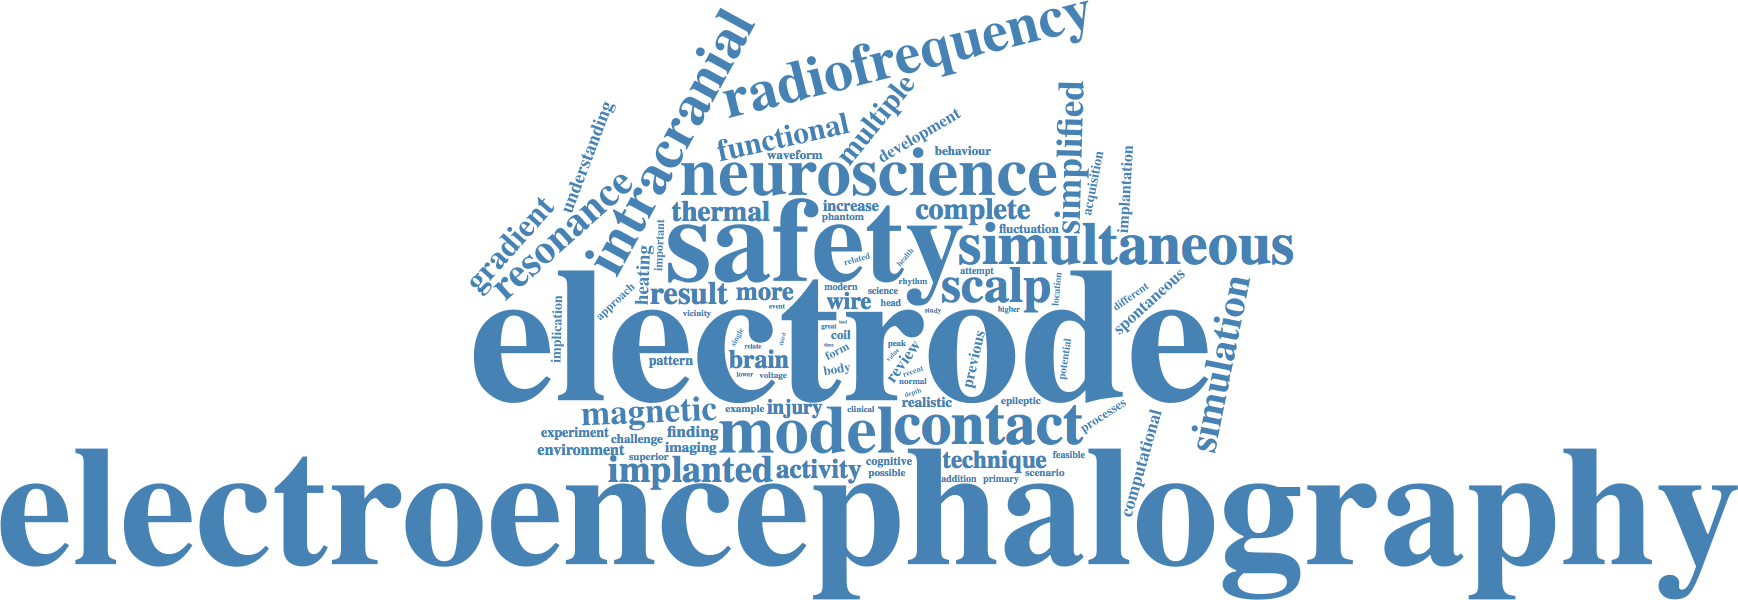 radiofrequency
intracranial
functional
multiple
development
simplified
understanding
waveform
behaviour
neuroscience
acquisition
implantation
gradient
resonance
thermal
increase
phantom
complete
fluctuation
important
safety
simultaneous
heating
related
health
attempt
approach
result
more
modern
science
rhythm
scalp
location
different
spontaneous
wire
head
event
vicinity
study
higher
electrode
implication
great
coil
single
relate
time
form
peak
value
review
previous
potential
simulation
pattern
brain
lower
voltage
body
recent
normal
depth
magnetic
example
injury
clinical
realistic
epileptic
processes
model
contact
experiment
challenge
finding
environment
imaging
superior
computational
implanted
activity
cognitive
possible
technique
feasible
addition
primary
scenario
electroencephalography